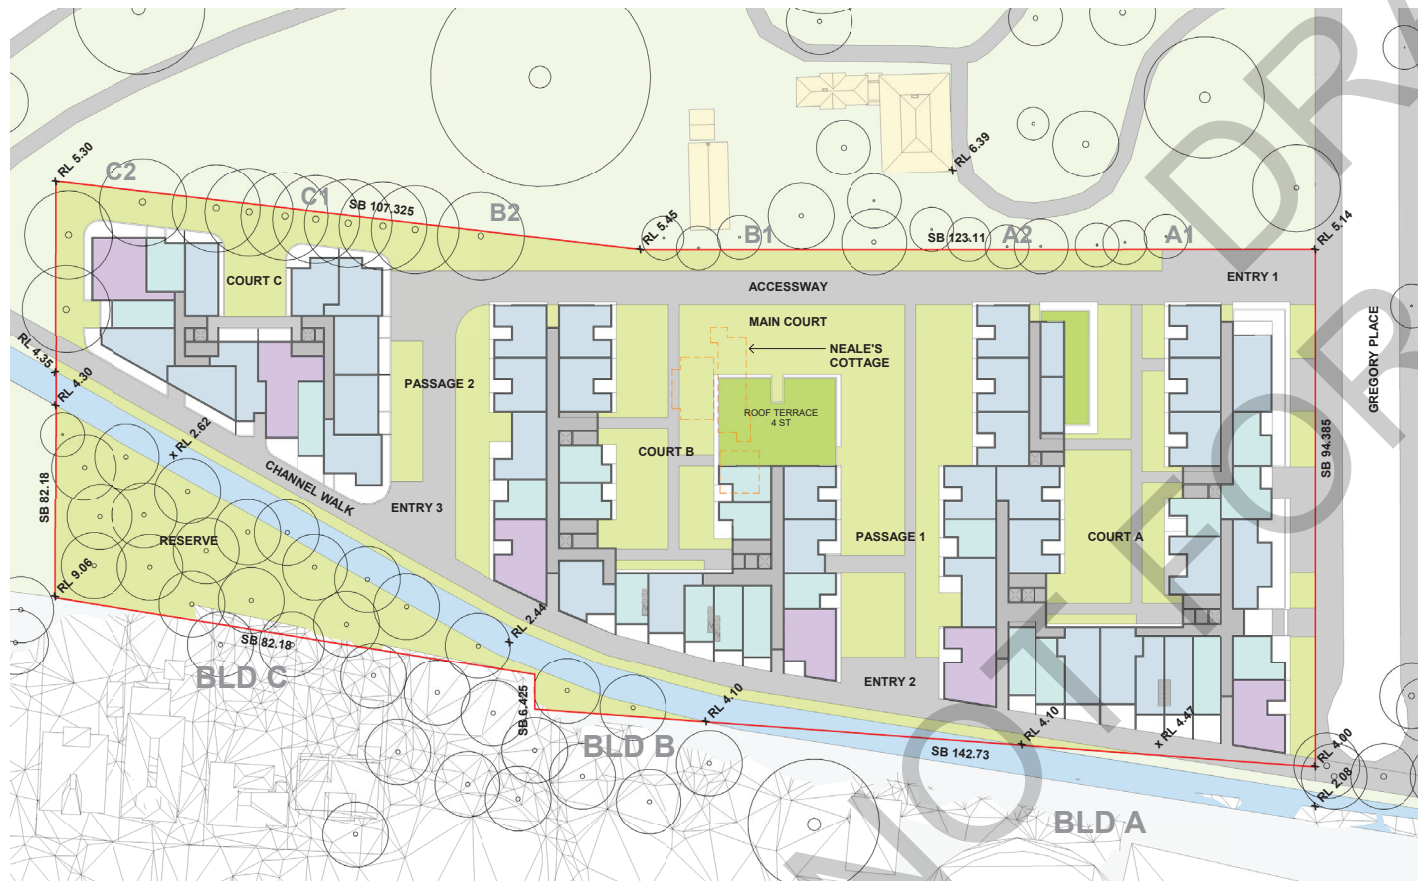 DRA
RL 5.30
C2
C1
SB 107.325
B2
RL 5.45
B1
RL 6.39
SB 123.11
A2
A1
RL 5.14
COURT C
ACCESSWAY
ENTRY 1
MAIN COURT
NEALE'S
COTTAGE
GREGORY PLACE
RL 4.35
RL 4.30
PASSAGE 2
ROOF TERRACE
4 ST
RL 2.62
COURT B
SB 94.385
SB 82.18
CHANNEL WALK
ENTRY 3
RESERVE
PASSAGE 1
COURT A
RL 9.06
RL 2.44
SB 82.18
BLD C
ENTRY 2
SB 6.425
RL 4.10
BLD B
RL 4.10
RL 4.47
SB 142.73
RL 4.00
RL 2.08
BLD A
NOT FOR